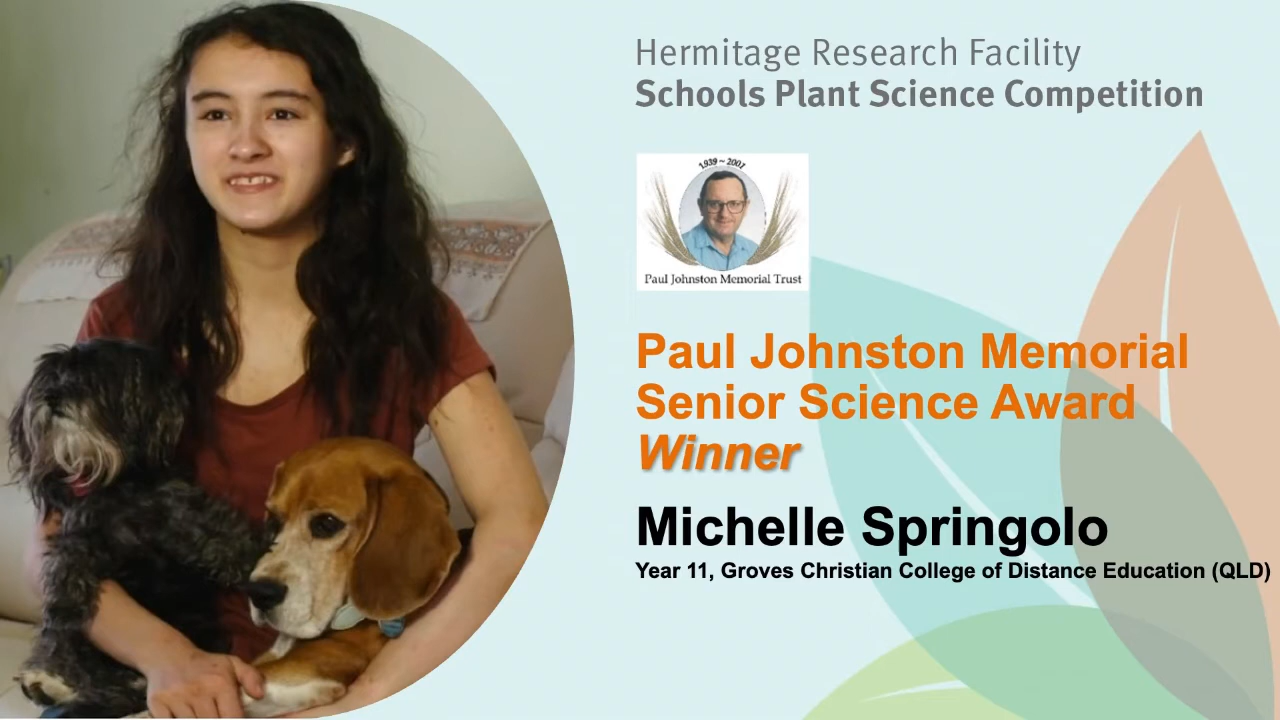 Hermitage Research Facility
Schools Plant Science Competition
1939 ~ 2001
Paul Johnston Memorial Trust
Paul Johnston Memorial
Senior Science Award
Winner
Michelle Springolo
Year 11, Groves Christian College of Distance Education (QLD)